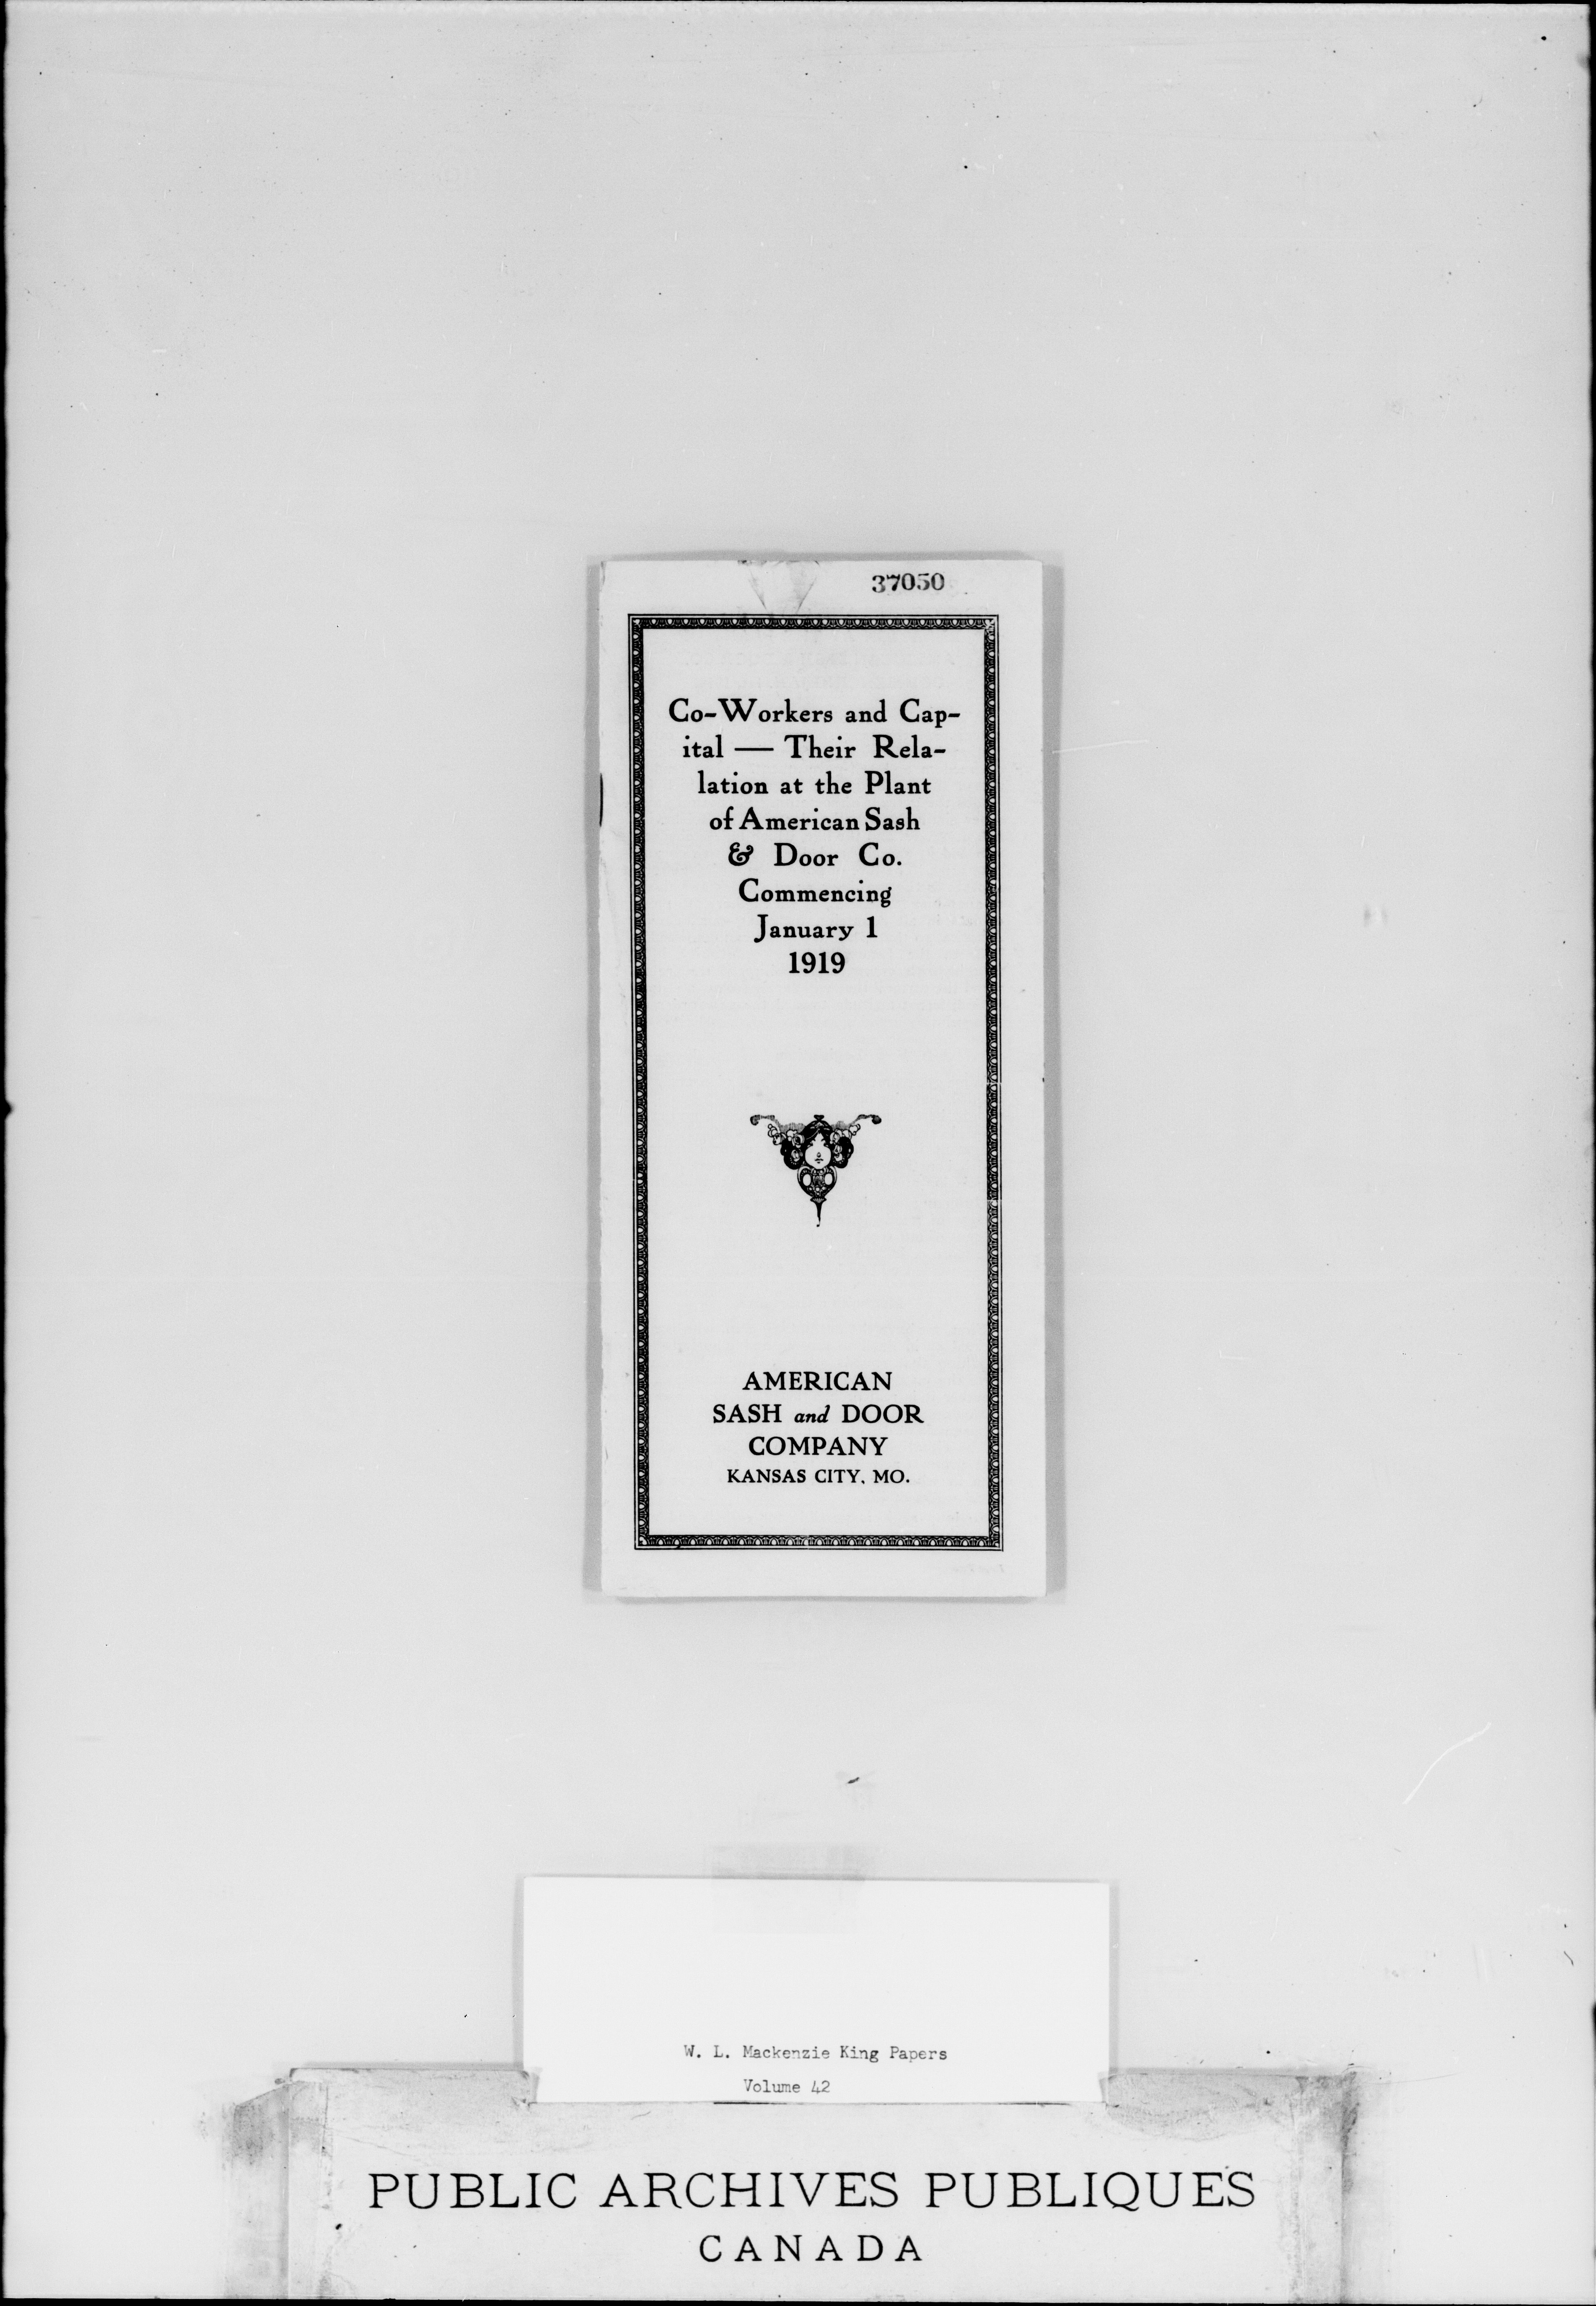 37050
Co-Workers and Cap-
ital — Their Rela-
lation at the Plant
of American Sash
& Door Co.
Commencing
January 1
1919
AMERICAN
SASH and DOOR
COMPANY
KANSAS CITY, MO.
W. L. Mackenzie King Papers
Volume 42
PUBLIC ARCHIVES PUBLIQUES
CANADA